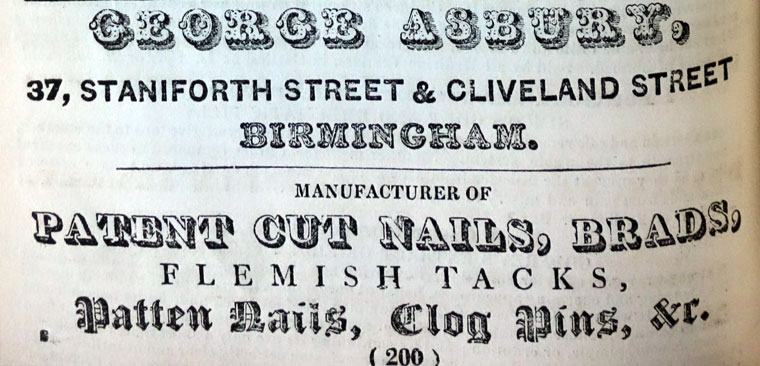 GEORGE ASBURY,
37, STANIFORTH STREET & CLIVELAND STREET
BIRMINGHAM.
MANUFACTURER OF
PATENT CUT NAILS, BRADS,
FLEMISH TACKS,
Patten Nails, Clog Pins, &c.
(200)